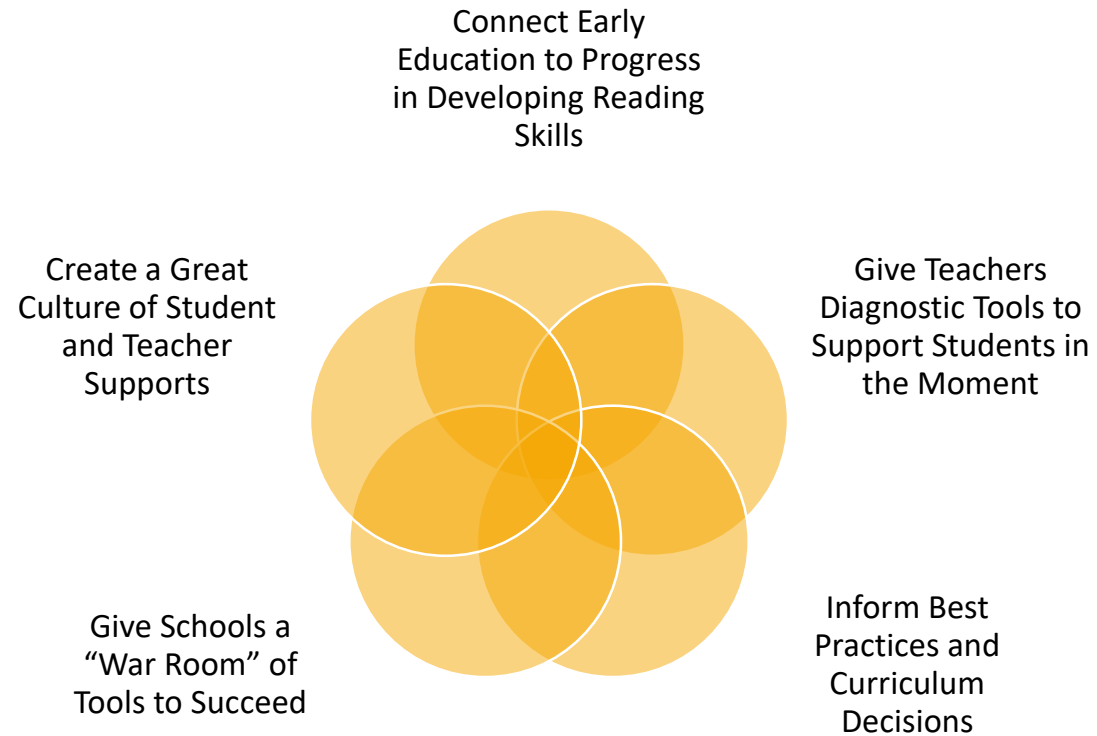 Connect Early
Education to Progress
in Developing Reading
Skills
Give Teachers
Diagnostic Tools to
Support Students in
the Moment
Inform Best
Practices and
Curriculum
Decisions
Give Schools a
“War Room” of
Tools to Succeed
Create a Great
Culture of Student
and Teacher
Supports